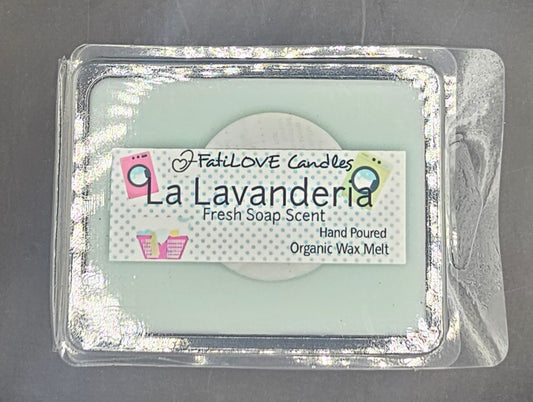 FatiLOVE Candles
La Lavanderia
Fresh Soap Scent
Hand Poured
Organic Wax Melt